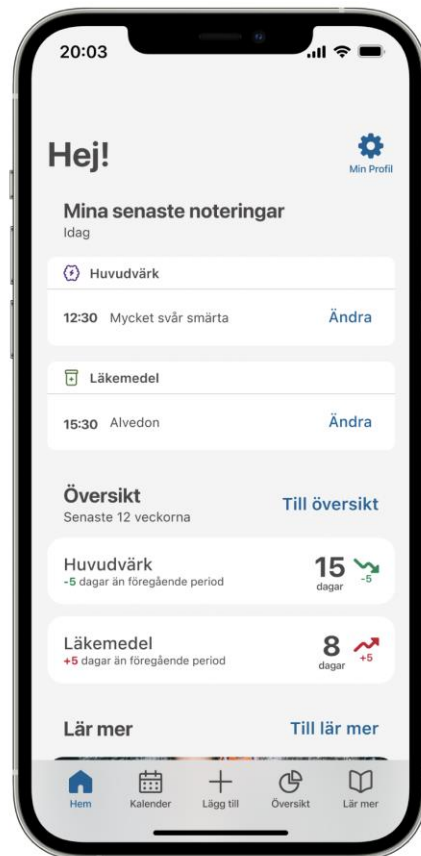 20:03
Hej!
Min Profil
Mina senaste noteringar
Idag
Huvudvärk
12:30 Mycket svår smärta Ändra
Läkemedel
15:30 Alvedon Ändra
Översikt
Till översikt
Senaste 12 veckorna
Huvudvärk
-5 dagar än föregående period
15
dagar
-5
Läkemedel
+5 dagar än föregående period
8
dagar
+5
Lär mer
Till lär mer
Hem Kalender Lägg till Översikt Lär mer